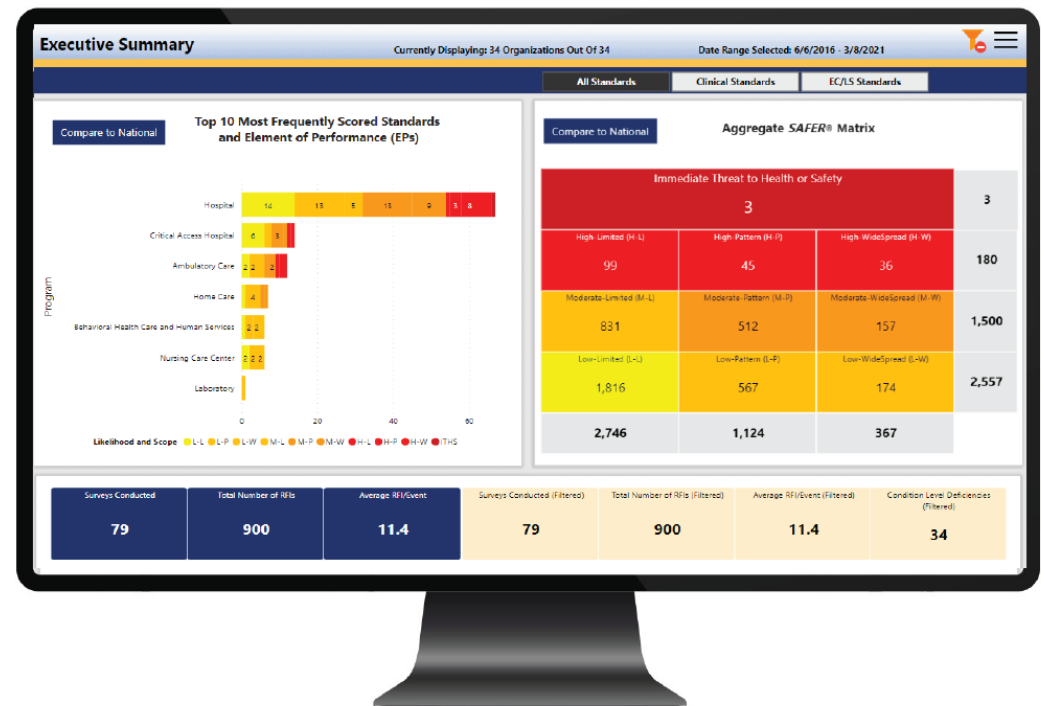 Executive Summary
Currently Displaying: 34 Organizations Out Of 34
Date Range Selected: 6/6/2016 - 3/8/2021
All Standards
Clinical Standards
EC/LS Standards
Compare to National
Top 10 Most Frequently Scored Standards
and Element of Performance (EPs)
Program
Hospital
14 13 5 13 9 3 8
Critical Access Hospital
6 3
Ambulatory Care
2 2 2
Home Care
4
Behavioral Health Care and Human Services
2 2
Nursing Care Center
2 2 2
Laboratory
0 20 40 60
Likelihood and Scope L-L L-P L-W M-L M-P M-W H-L H-P H-W ITHS
Compare to National
Aggregate SAFER® Matrix
Immediate Threat to Health or Safety
3
3
High-Limited (H-L) High-Pattern (H-P) High-WideSpread (H-W)
99 45 36
180
Moderate-Limited (M-L) Moderate-Pattern (M-P) Moderate-WideSpread (M-W)
831 512 157
1,500
Low-Limited (L-L) Low-Pattern (L-P) Low-WideSpread (L-W)
1,816 567 174
2,557
2,746 1,124 367
Surveys Conducted
79
Total Number of RFIs
900
Average RFI/Event
11.4
Surveys Conducted (Filtered)
79
Total Number of RFIs (Filtered)
900
Average RFI/Event (Filtered)
11.4
Condition Level Deficiencies
(Filtered)
34